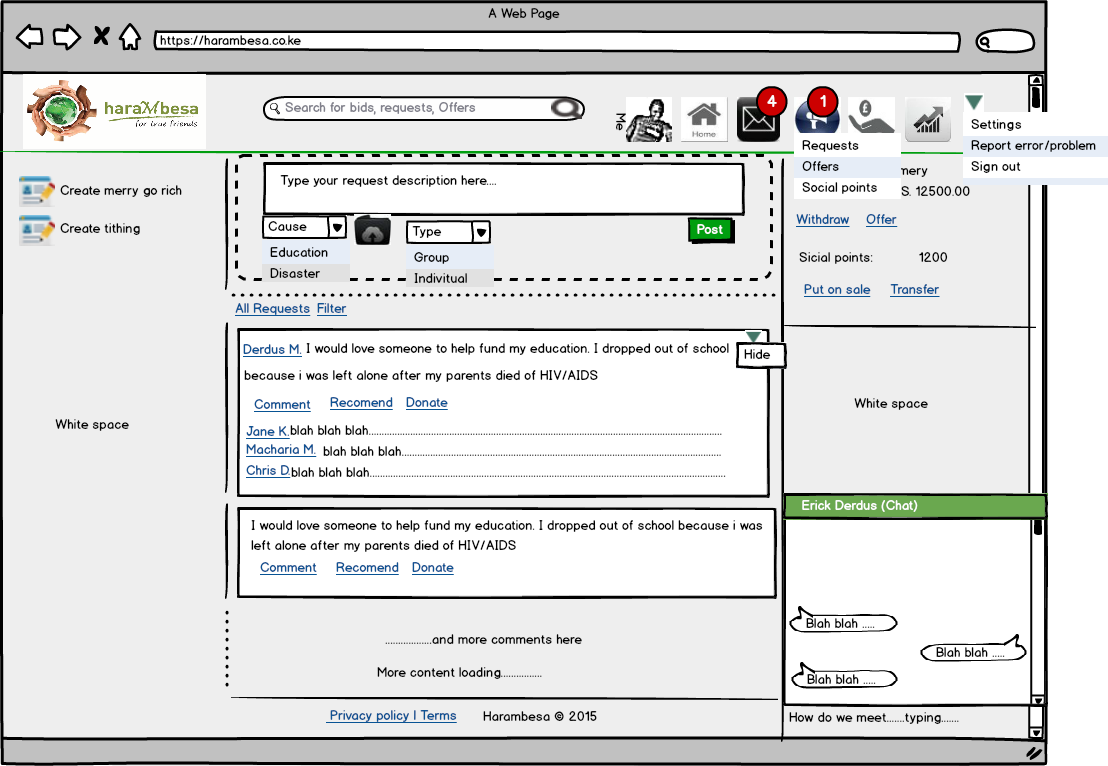 A Web Page
https://harambesa.co.ke
haraMbesa
for true friends
Search for bids, requests, Offers
Me
Home
4
1
£
Settings
Report error/problem
Sign out
Requests
Offers
Social points
mery
S. 12500.00
Withdraw Offer
Sicial points: 1200
Put on sale Transfer
White space
Create merry go rich
Create tithing
White space
Type your request description here....
Cause
Education
Disaster
Type
Group
Indivitual
Post
All Requests Filter
Derdus M. I would love someone to help fund my education. I dropped out of school
because i was left alone after my parents died of HIV/AIDS
Hide
Comment Recomend Donate
Jane K. blah blah blah....................
Macharia M. blah blah blah....................
Chris D blah blah blah....................
I would love someone to help fund my education. I dropped out of school because i was
left alone after my parents died of HIV/AIDS
Comment Recomend Donate
..................and more comments here
More content loading................
Privacy policy | Terms Harambesa © 2015
Erick Derdus (Chat)
Blah blah .....
Blah blah .....
Blah blah .....
How do we meet.......typing.......